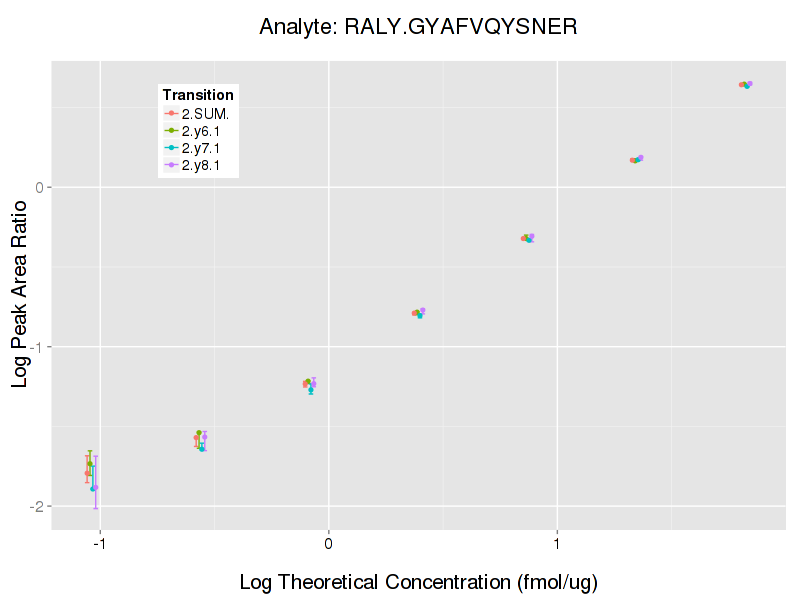 Analyte: RALY.GYAFVQYSNER
Transition
2.SUM.
2.y6.1
2.y7.1
2.y8.1
Log Peak Area Ratio
0
-1
-2
-1
0
1
Log Theoretical Concentration (fmol/ug)